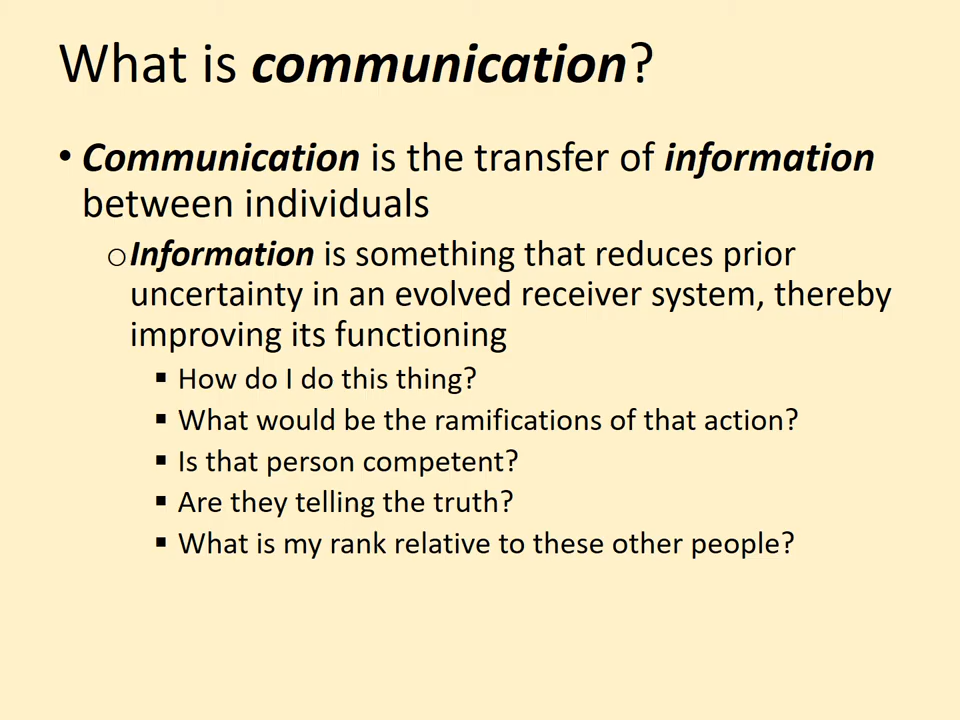 What is communication?
• Communication is the transfer of information
between individuals
o Information is something that reduces prior
uncertainty in an evolved receiver system, thereby
improving its functioning
▪ How do I do this thing?
▪ What would be the ramifications of that action?
▪ Is that person competent?
▪ Are they telling the truth?
▪ What is my rank relative to these other people?